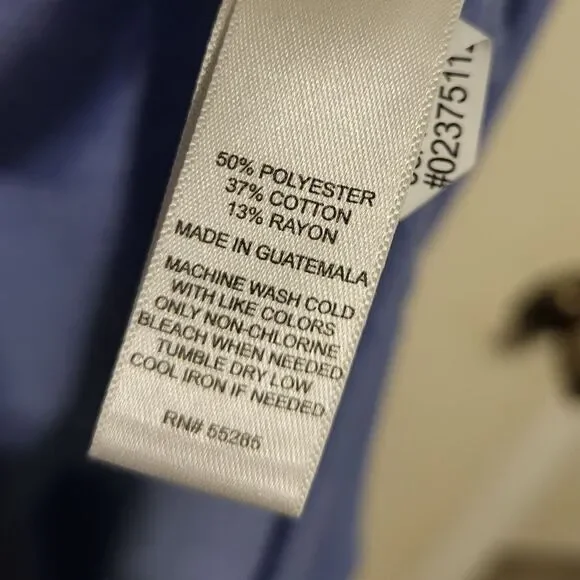 50% POLYESTER
37% COTTON
13% RAYON
MADE IN GUATEMALA
MACHINE WASH COLD
WITH LIKE COLORS
ONLY NON-CHLORINE
BLEACH WHEN NEEDED
TUMBLE DRY LOW
COOL IRON IF NEEDED
RN# 55285